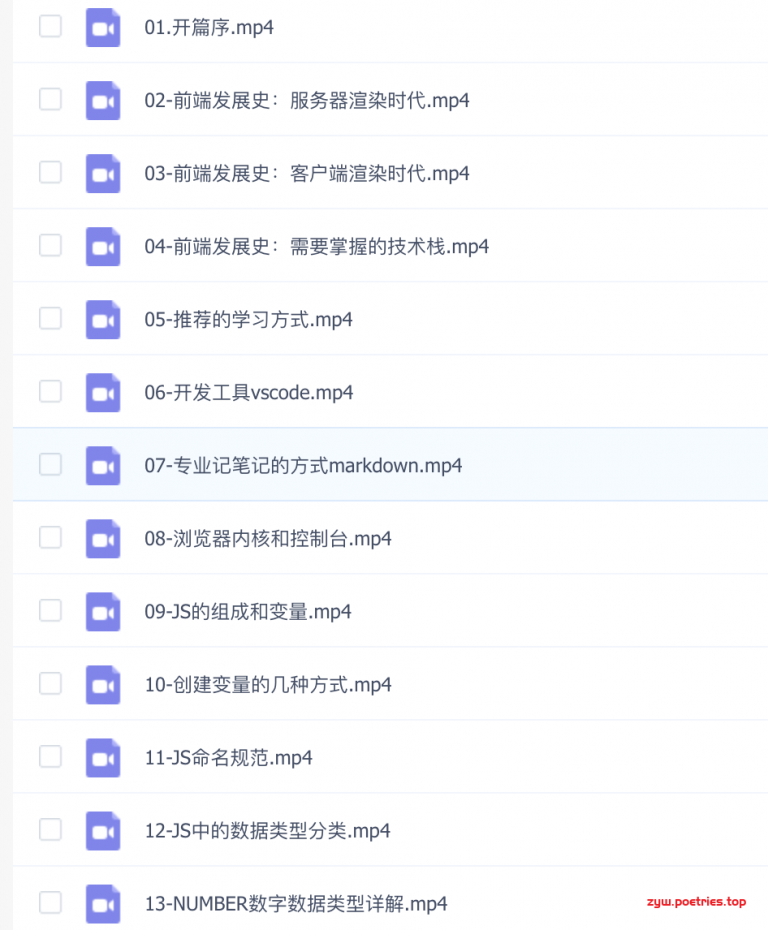 01.开篇序.mp4
02-前端发展史：服务器渲染时代.mp4
03-前端发展史：客户端渲染时代.mp4
04-前端发展史：需要掌握的技术栈.mp4
05-推荐的学习方式.mp4
06-开发工具vscode.mp4
07-专业记笔记的方式markdown.mp4
08-浏览器内核和控制台.mp4
09-JS的组成和变量.mp4
10-创建变量的几种方式.mp4
11-JS命名规范.mp4
12-JS中的数据类型分类.mp4
13-NUMBER数字数据类型详解.mp4
zyw.poetries.top